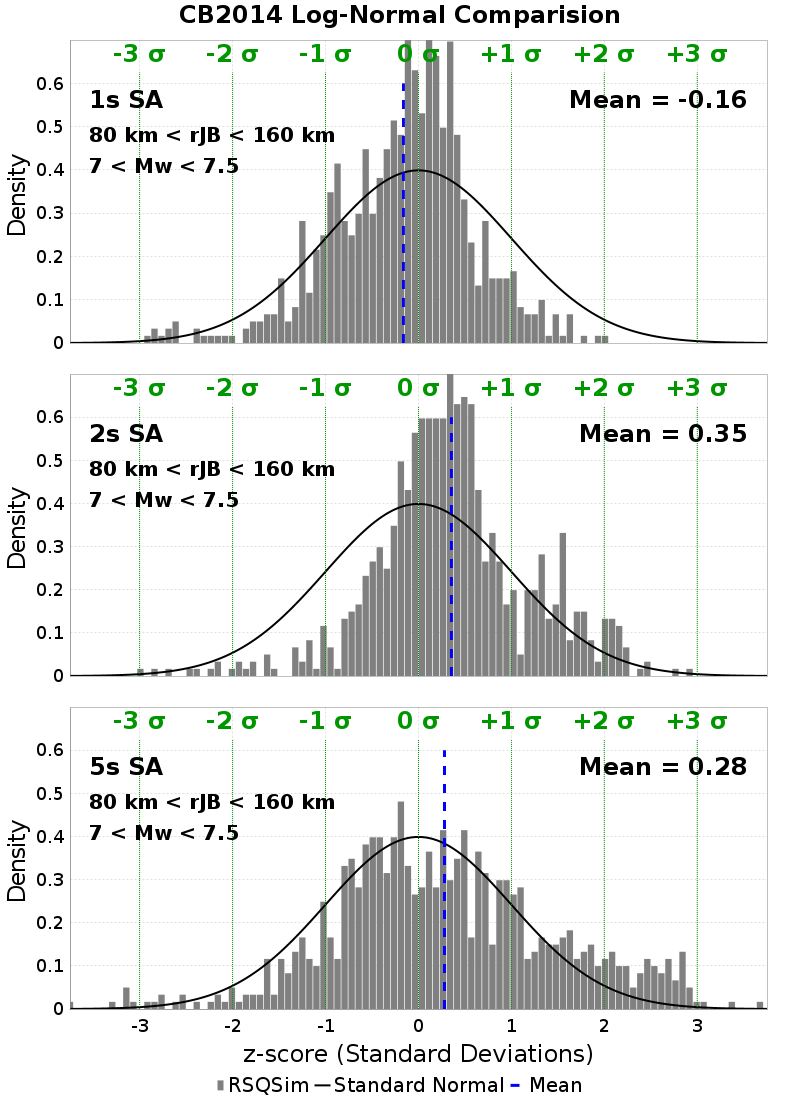 CB2014 Log-Normal Comparision
-3 σ -2 σ -1 σ 0 σ +1 σ +2 σ +3 σ
1s SA Mean = -0.16
80 km < rJB < 160 km
7 < Mw < 7.5
0.6
0.5
0.4
0.3
0.2
0.1
0
Density
-3 σ -2 σ -1 σ 0 σ +1 σ +2 σ +3 σ
2s SA Mean = 0.35
80 km < rJB < 160 km
7 < Mw < 7.5
0.6
0.5
0.4
0.3
0.2
0.1
0
Density
-3 σ -2 σ -1 σ 0 σ +1 σ +2 σ +3 σ
5s SA Mean = 0.28
80 km < rJB < 160 km
7 < Mw < 7.5
0.6
0.5
0.4
0.3
0.2
0.1
0
Density
-3 -2 -1 0 1 2 3
z-score (Standard Deviations)
RSQSim Standard Normal Mean